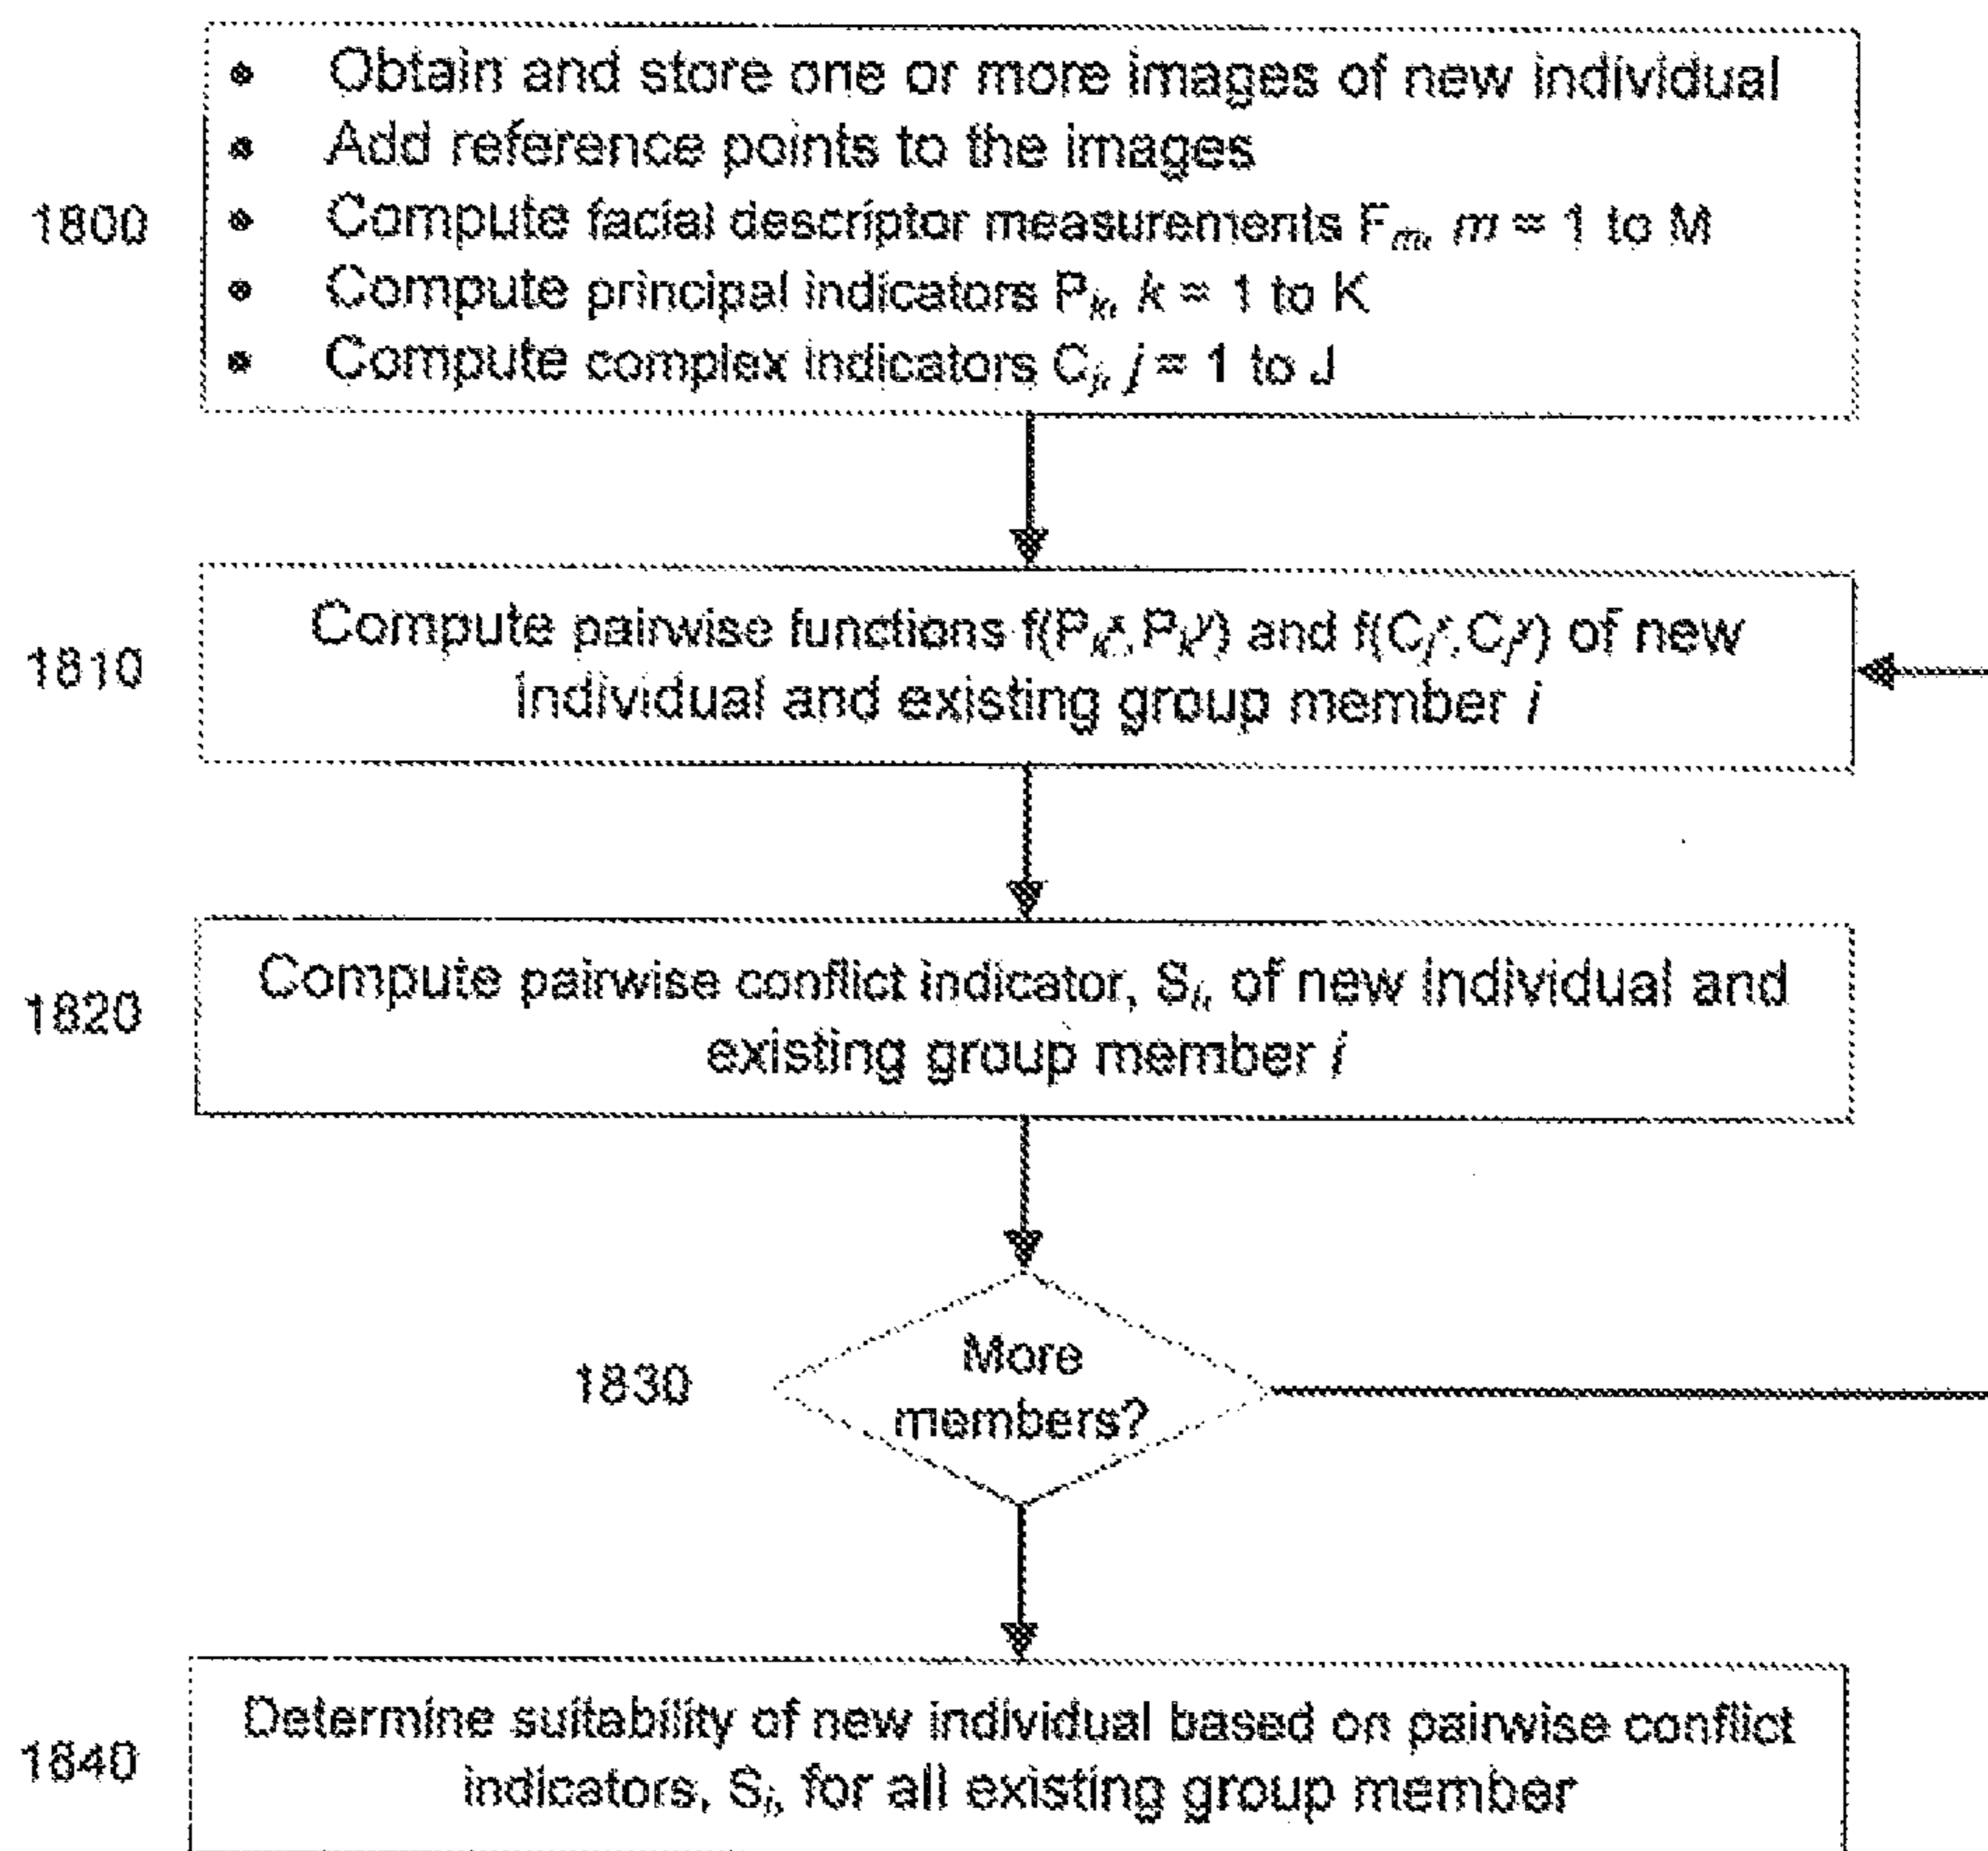 • Obtain and store one or more images of new individual
• Add reference points to the images
1800
• Compute facial descriptor measurements Fm, m = 1 to M
• Compute principal indicators Pk, k = 1 to K
• Compute complex indicators Cj, j = 1 to J
Compute pairwise functions f(Pkx,Pky) and f(Cjx,Cjy) of new
1810
individual and existing group member i
Compute pairwise conflict indicator, Si, of new individual and
1820
existing group member i
1830
More
members?
Determine suitability of new individual based on pairwise conflict
1840
indicators, Si, for all existing group member